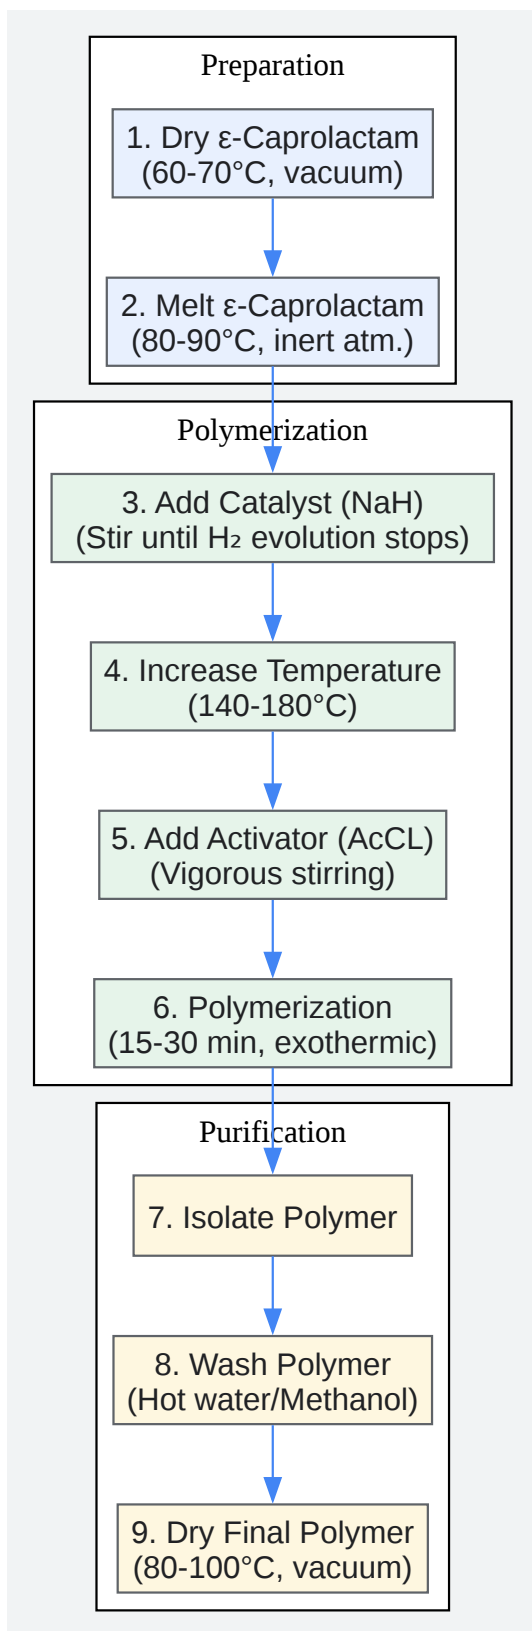 Preparation
1. Dry ε-Caprolactam
(60-70°C, vacuum)
2. Melt ε-Caprolactam
(80-90°C, inert atm.)
Polymerization
3. Add Catalyst (NaH)
(Stir until H₂ evolution stops)
4. Increase Temperature
(140-180°C)
5. Add Activator (AcCL)
(Vigorous stirring)
6. Polymerization
(15-30 min, exothermic)
Purification
7. Isolate Polymer
8. Wash Polymer
(Hot water/Methanol)
9. Dry Final Polymer
(80-100°C, vacuum)